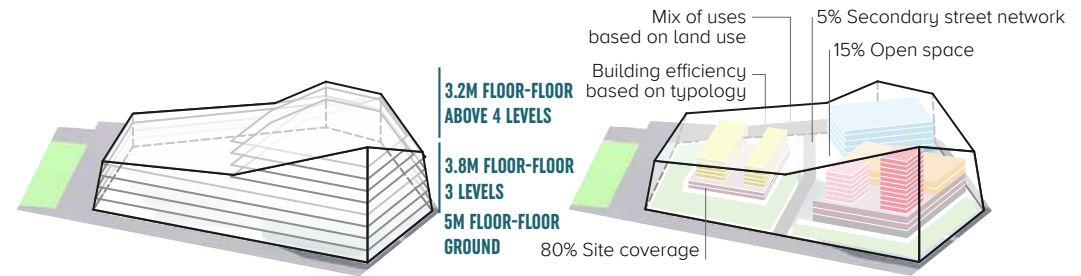 3.2M FLOOR-FLOOR
ABOVE 4 LEVELS
3.8M FLOOR-FLOOR
3 LEVELS
5M FLOOR-FLOOR
GROUND
Mix of uses
based on land use
5% Secondary street network
15% Open space
Building efficiency
based on typology
80% Site coverage